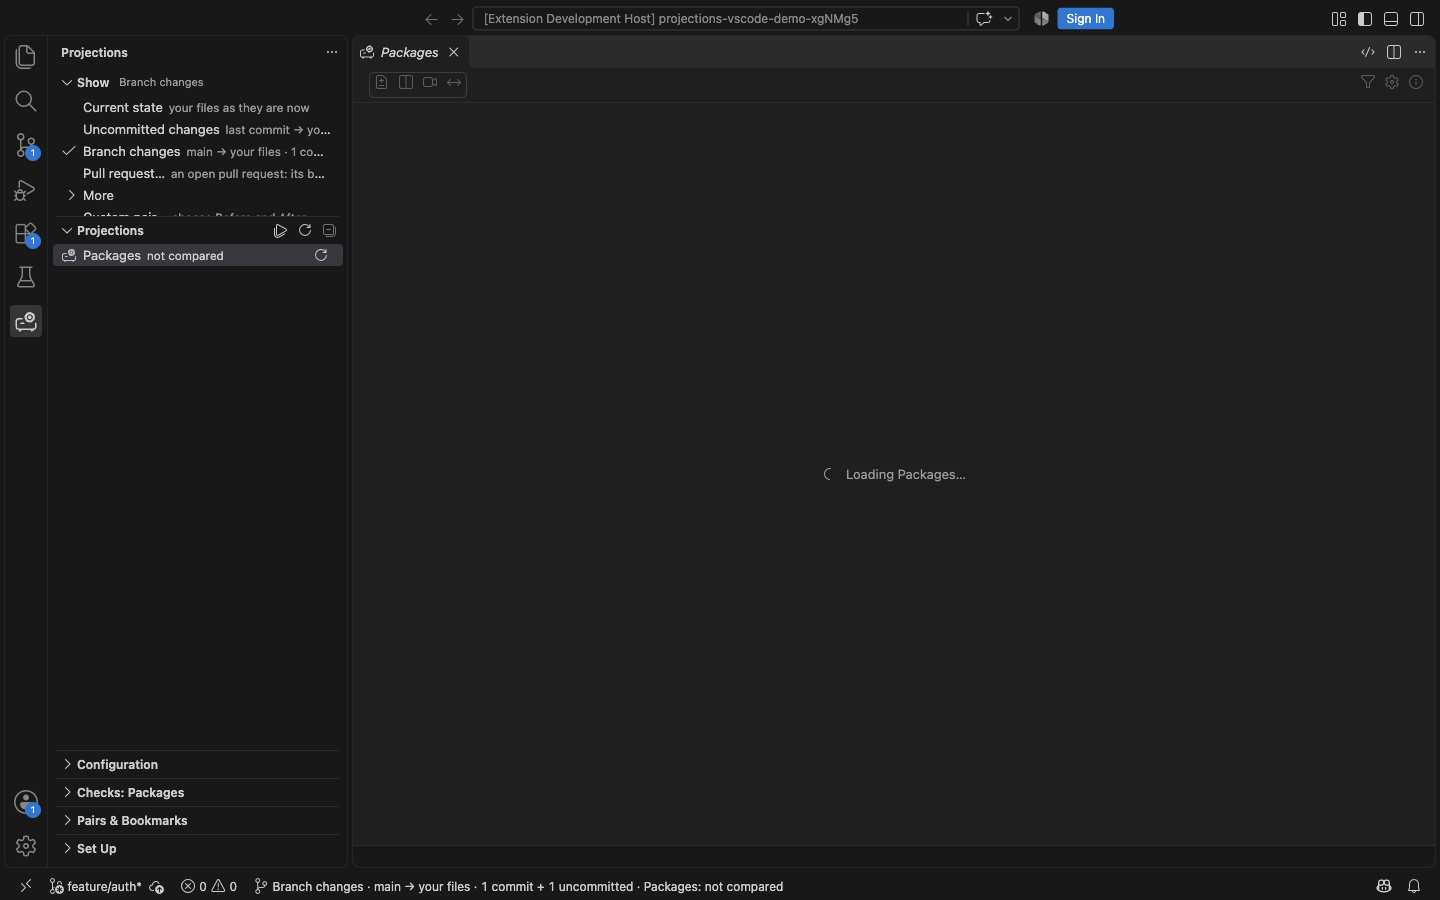 [Extension Development Host] projections-vscode-demo-xgNMg5
Sign In
Projections
Show Branch changes
Current state your files as they are now
Uncommitted changes last commit → yo...
Branch changes main → your files · 1 co...
Pull request... an open pull request: its b...
More
Projections
Packages not compared
Configuration
Checks: Packages
Pairs & Bookmarks
Set Up
Packages
Loading Packages...
1
1
1
feature/auth*
0
0
Branch changes · main → your files · 1 commit + 1 uncommitted · Packages: not compared